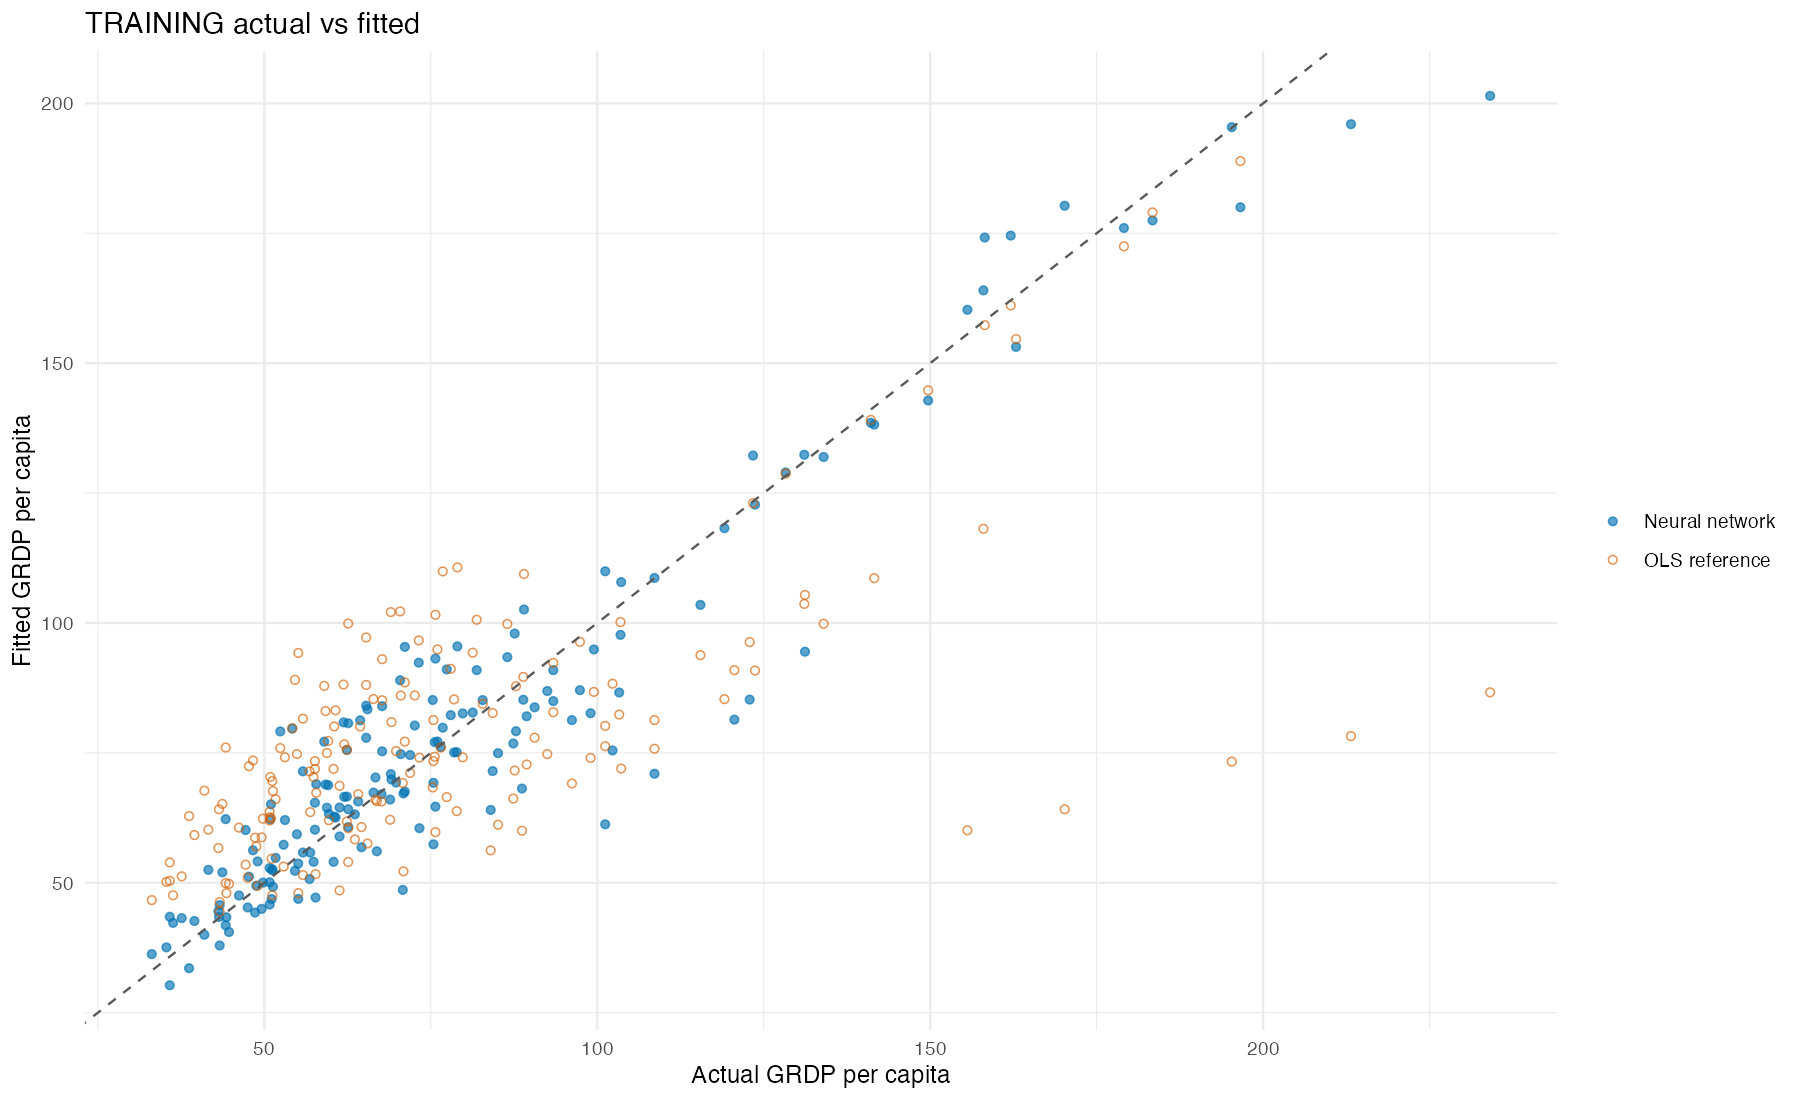 TRAINING actual vs fitted
Fitted GRDP per capita
200
150
100
50
50
100
150
200
Actual GRDP per capita
Neural network
OLS reference